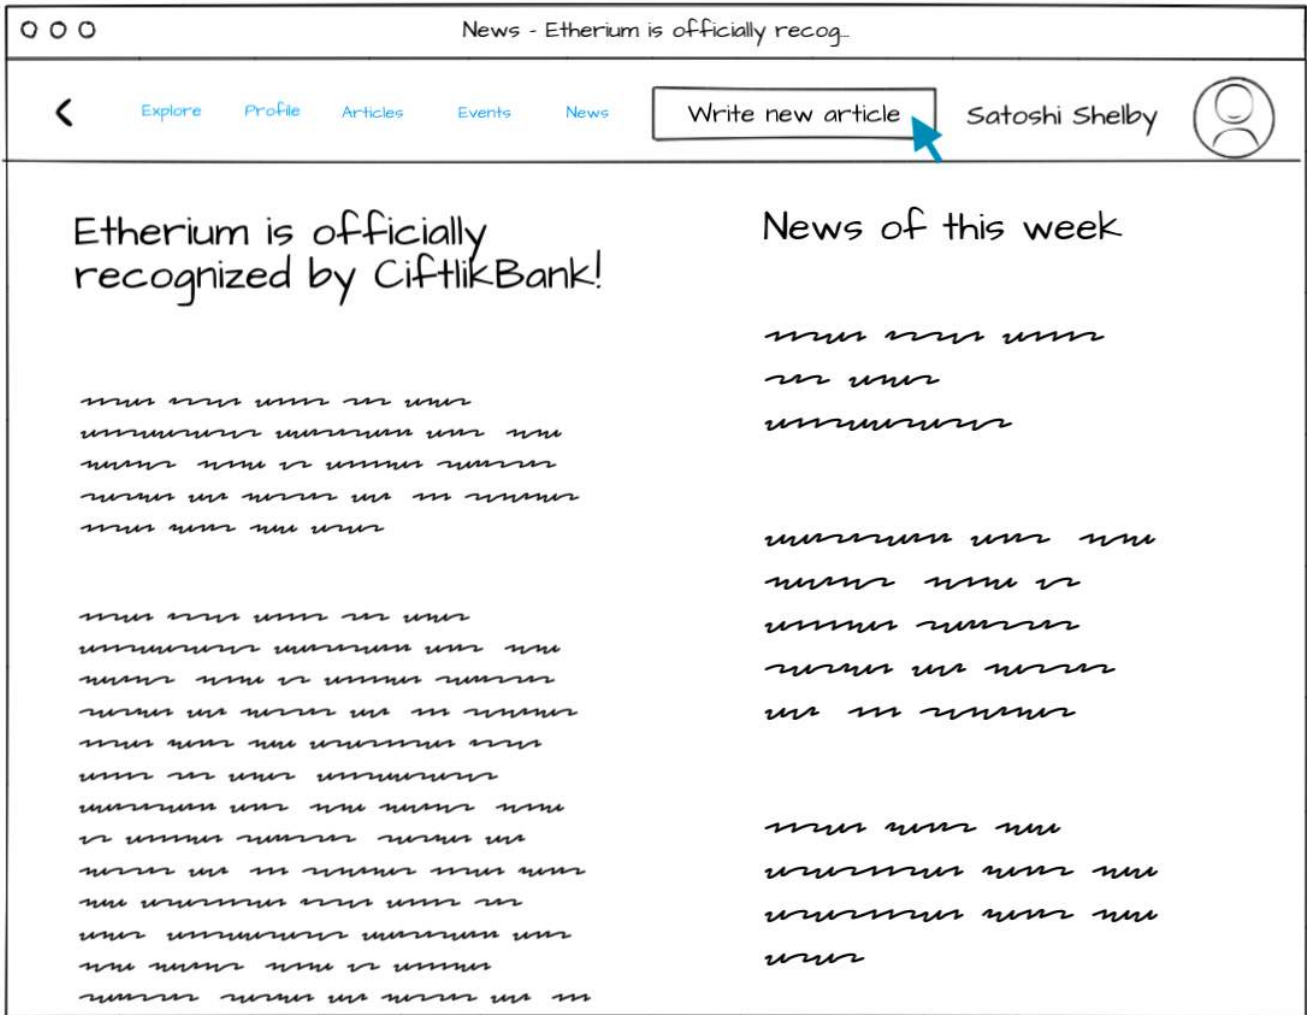 News - Etherium is officially recog...
Explore Profile Articles Events News Write new article Satoshi Shelby
Etherium is officially
recognized by CiftlikBank!
News of this week